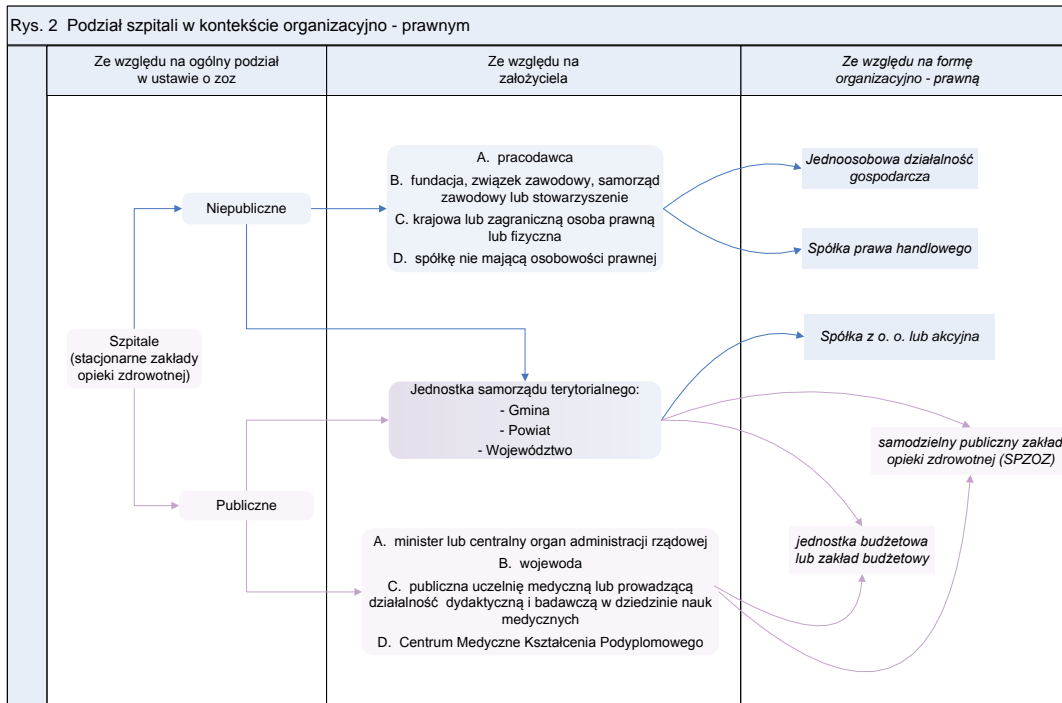 Rys. 2 Podział szpitali w kontekście organizacyjno - prawnym
Ze względu na ogólny podział
w ustawie o zoz
Ze względu na
założyciela
Ze względu na formę
organizacyjno - prawną
Szpitale
(stacjonarne zakłady
opieki zdrowotnej)
Niepubliczne
Publiczne
A. pracodawca
B. fundacja, związek zawodowy, samorząd
zawodowy lub stowarzyszenie
C. krajowa lub zagraniczną osoba prawną
lub fizyczna
D. spółkę nie mającą osobowości prawnej
Jednostka samorządu terytorialnego:
- Gmina
- Powiat
- Województwo
A. minister lub centralny organ administracji rządowej
B. wojewoda
C. publiczna uczelnię medyczną lub prowadzącą
działalność dydaktyczną i badawczą w dziedzinie nauk
medycznych
D. Centrum Medyczne Kształcenia Podyplomowego
Jednoosobowa działalność
gospodarcza
Spółka prawa handlowego
Spółka z o. o. lub akcyjna
samodzielny publiczny zakład
opieki zdrowotnej (SPZOZ)
jednostka budżetowa
lub zakład budżetowy